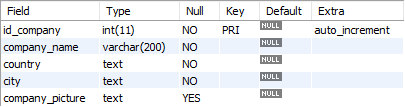 Field Type Null Key Default Extra
id_company int(11) NO PRI NULL auto_increment
company_name varchar(200) NO NULL
country text NO NULL
city text NO NULL
company_picture text YES NULL